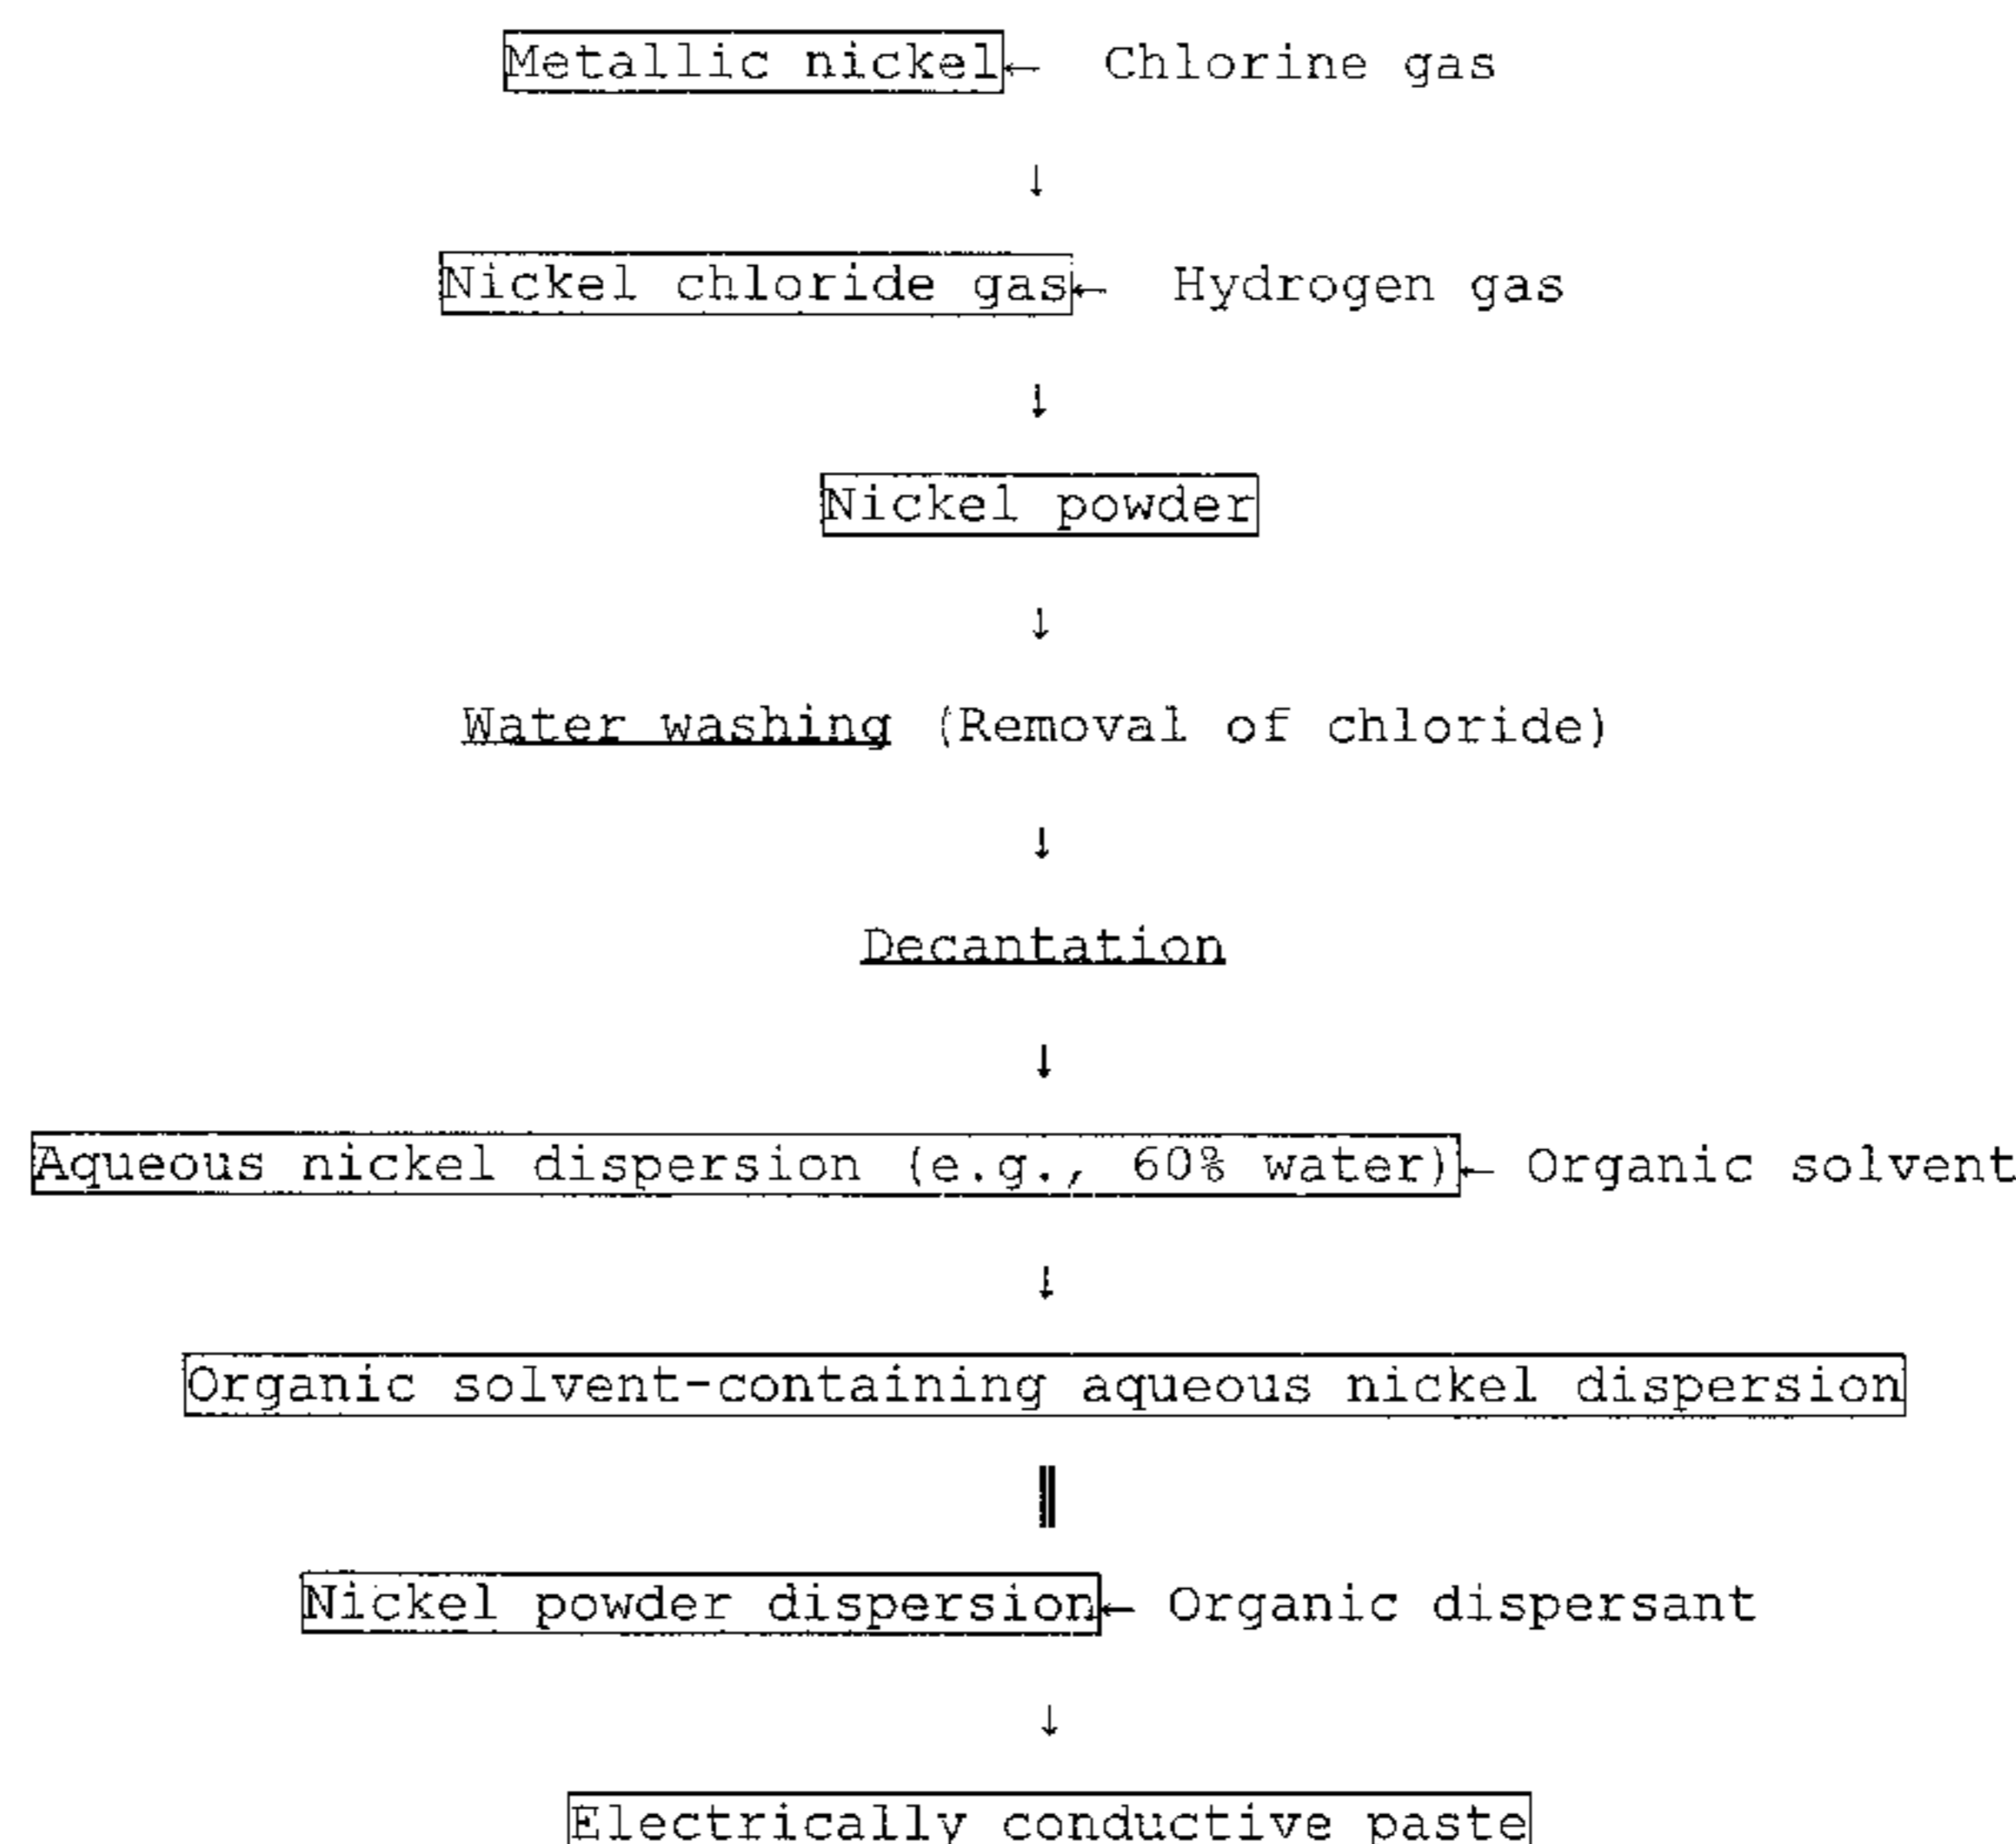 Metallic nickel ← Chlorine gas
↓
Nickel chloride gas ← Hydrogen gas
↓
Nickel powder
↓
Water washing (Removal of chloride)
↓
Decantation
↓
Aqueous nickel dispersion (e.g., 60% water) ← Organic solvent
↓
Organic solvent-containing aqueous nickel dispersion
‖
Nickel powder dispersion ← Organic dispersant
↓
Electrically conductive paste